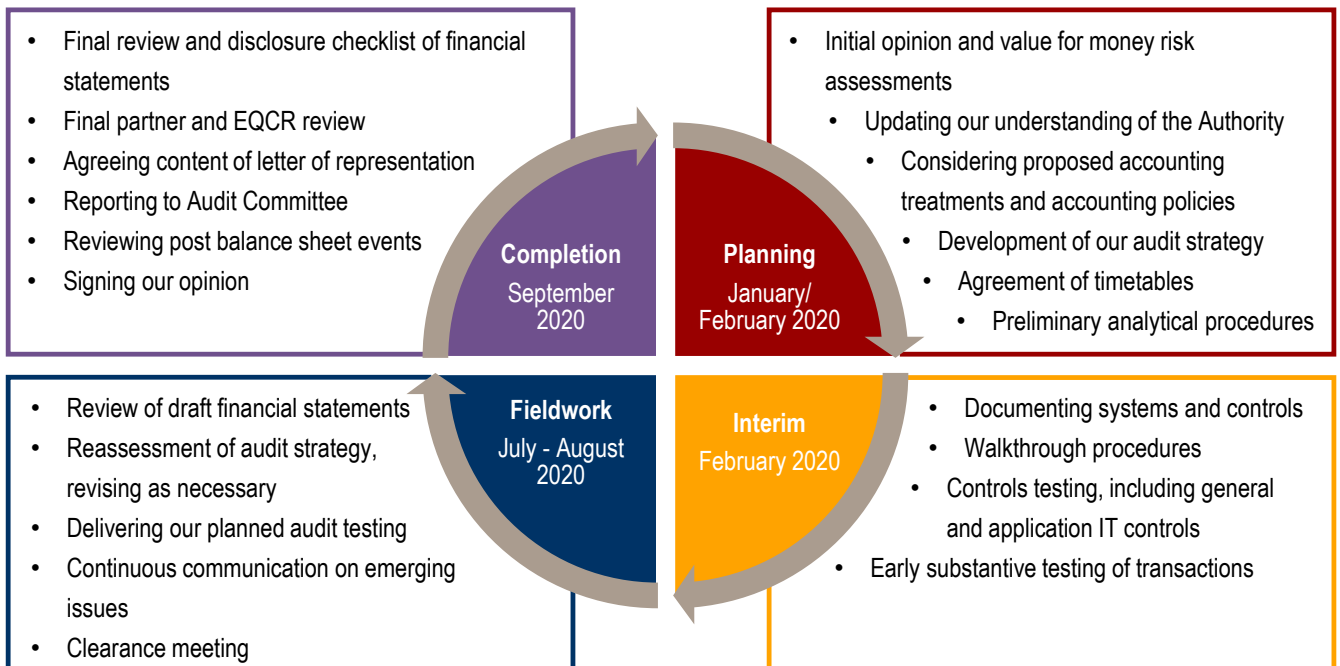 • Final review and disclosure checklist of financial
statements
• Final partner and EQCR review
• Agreeing content of letter of representation
• Reporting to Audit Committee
• Reviewing post balance sheet events
• Signing our opinion
Completion
September
2020
• Initial opinion and value for money risk
assessments
• Updating our understanding of the Authority
• Considering proposed accounting
treatments and accounting policies
• Development of our audit strategy
• Agreement of timetables
• Preliminary analytical procedures
Planning
January/
February 2020
• Review of draft financial statements
• Reassessment of audit strategy,
revising as necessary
• Delivering our planned audit testing
• Continuous communication on emerging
issues
• Clearance meeting
Fieldwork
July - August
2020
Interim
February 2020
• Documenting systems and controls
• Walkthrough procedures
• Controls testing, including general
and application IT controls
• Early substantive testing of transactions